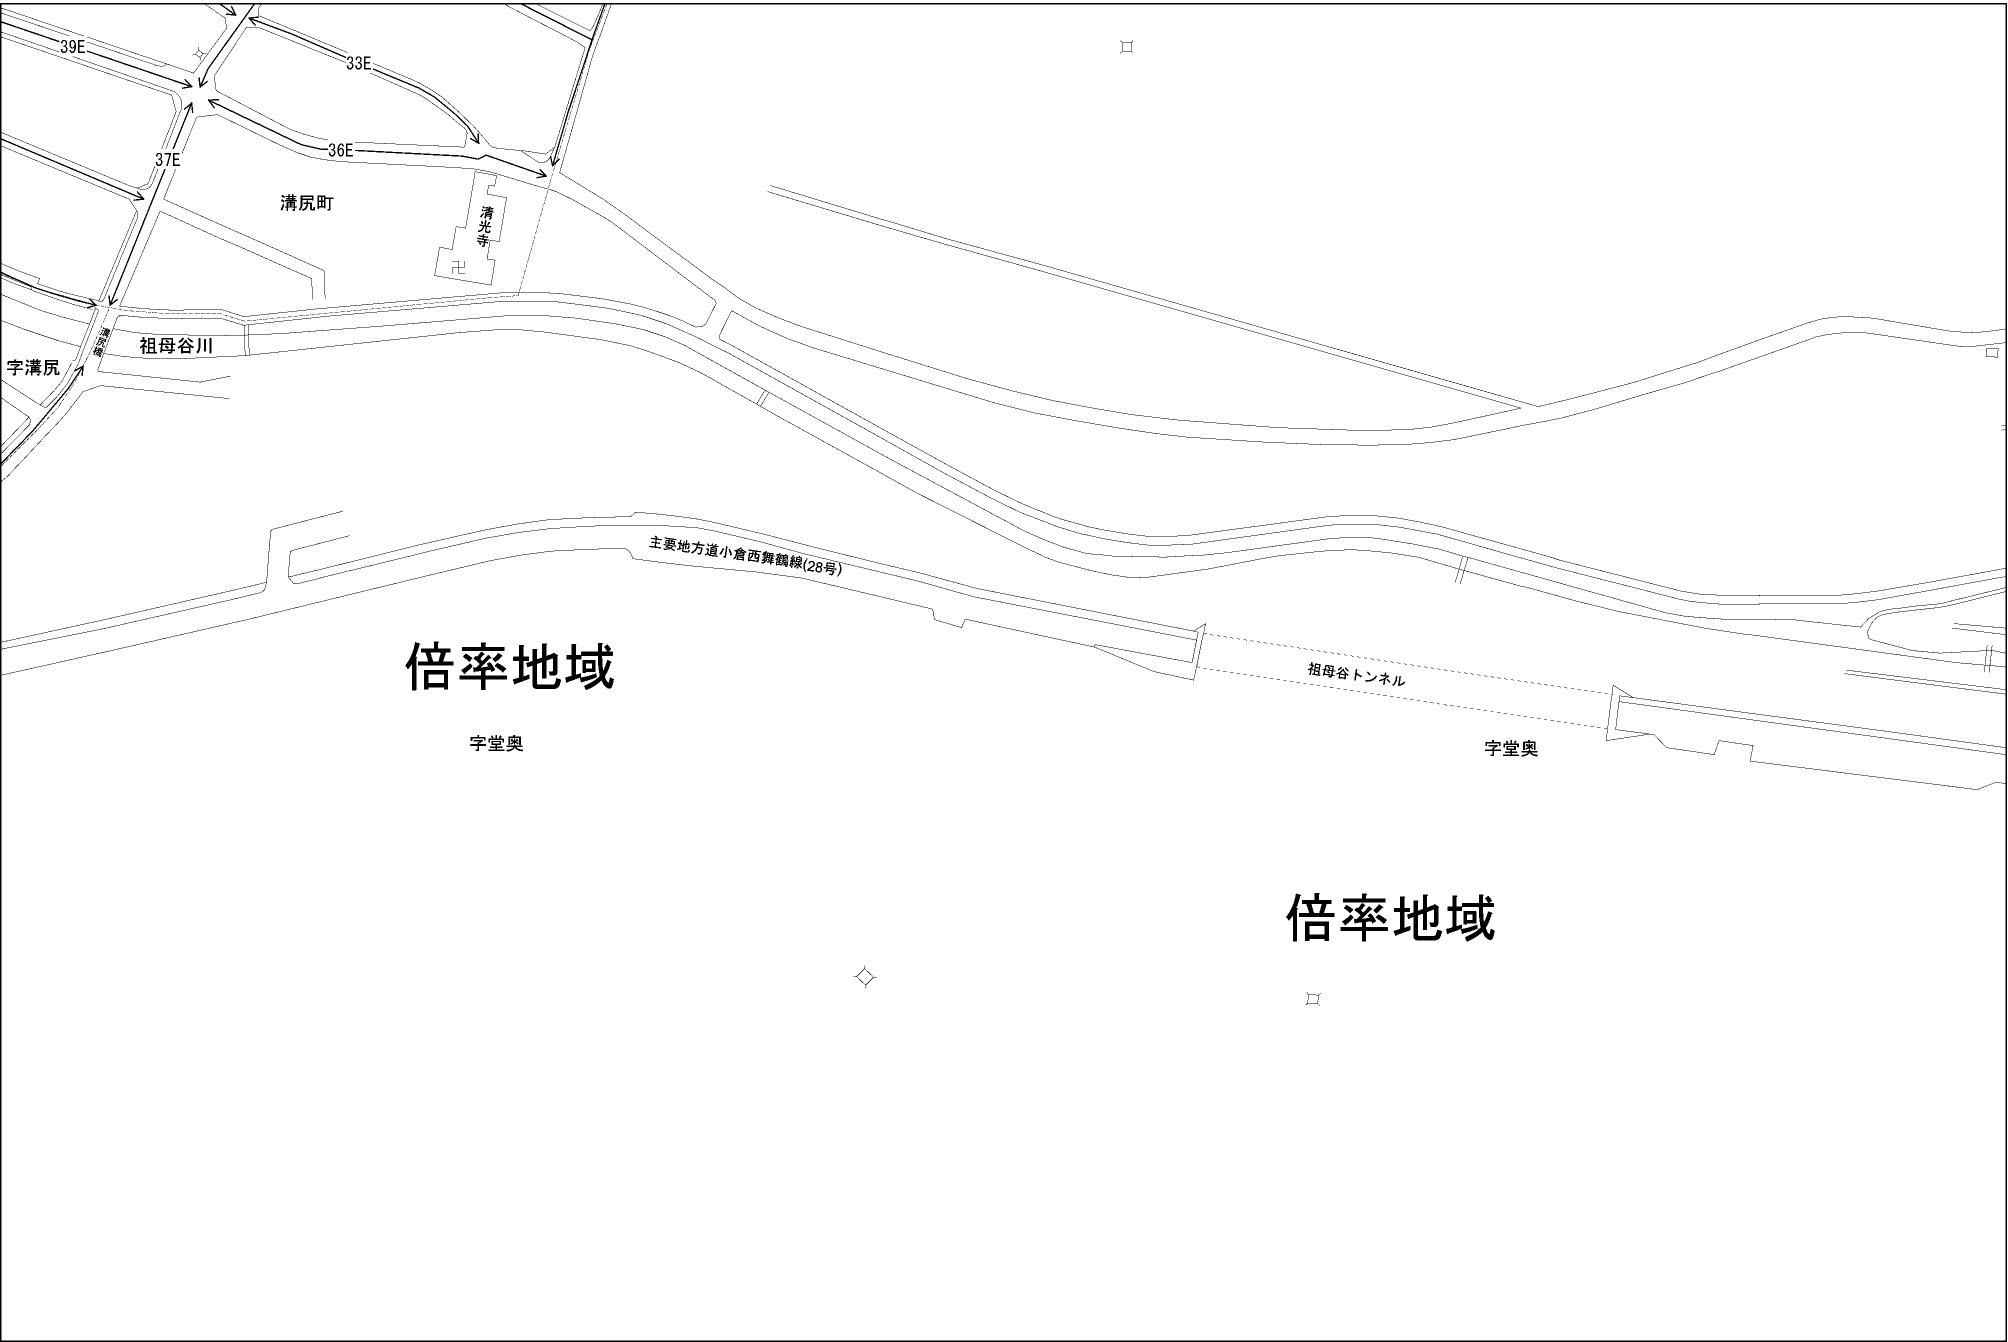 39E
33E
36E
37E
溝尻町
清光寺
溝尻橋
祖母谷川
字溝尻
主要地方道小倉西舞鶴線(28号)
倍率地域
祖母谷トンネル
字堂奥
字堂奥
倍率地域